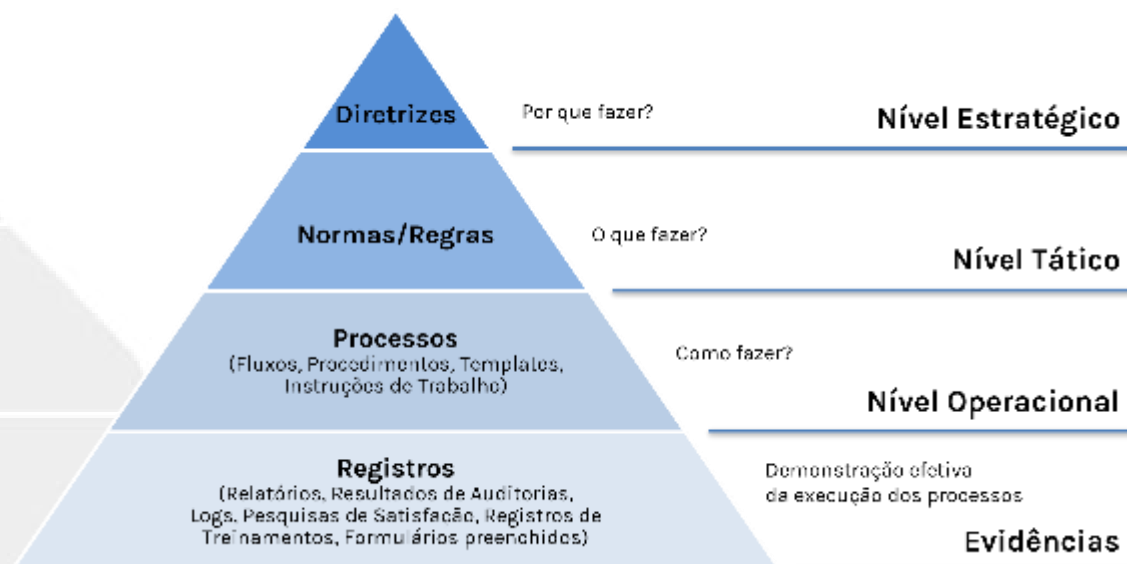 Diretrizes
Por que fazer?
Nível Estratégico
Normas/Regras
O que fazer?
Nível Tático
Processos
(Fluxos, Procedimentos, Templates,
Instruções de Trabalho)
Como fazer?
Nível Operacional
Registros
(Relatórios, Resultados de Auditorias,
Logs, Pesquisas de Satisfação, Registros de
Treinamentos, Formulários preenchidos)
Demonstração efetiva
da execução dos processos
Evidências